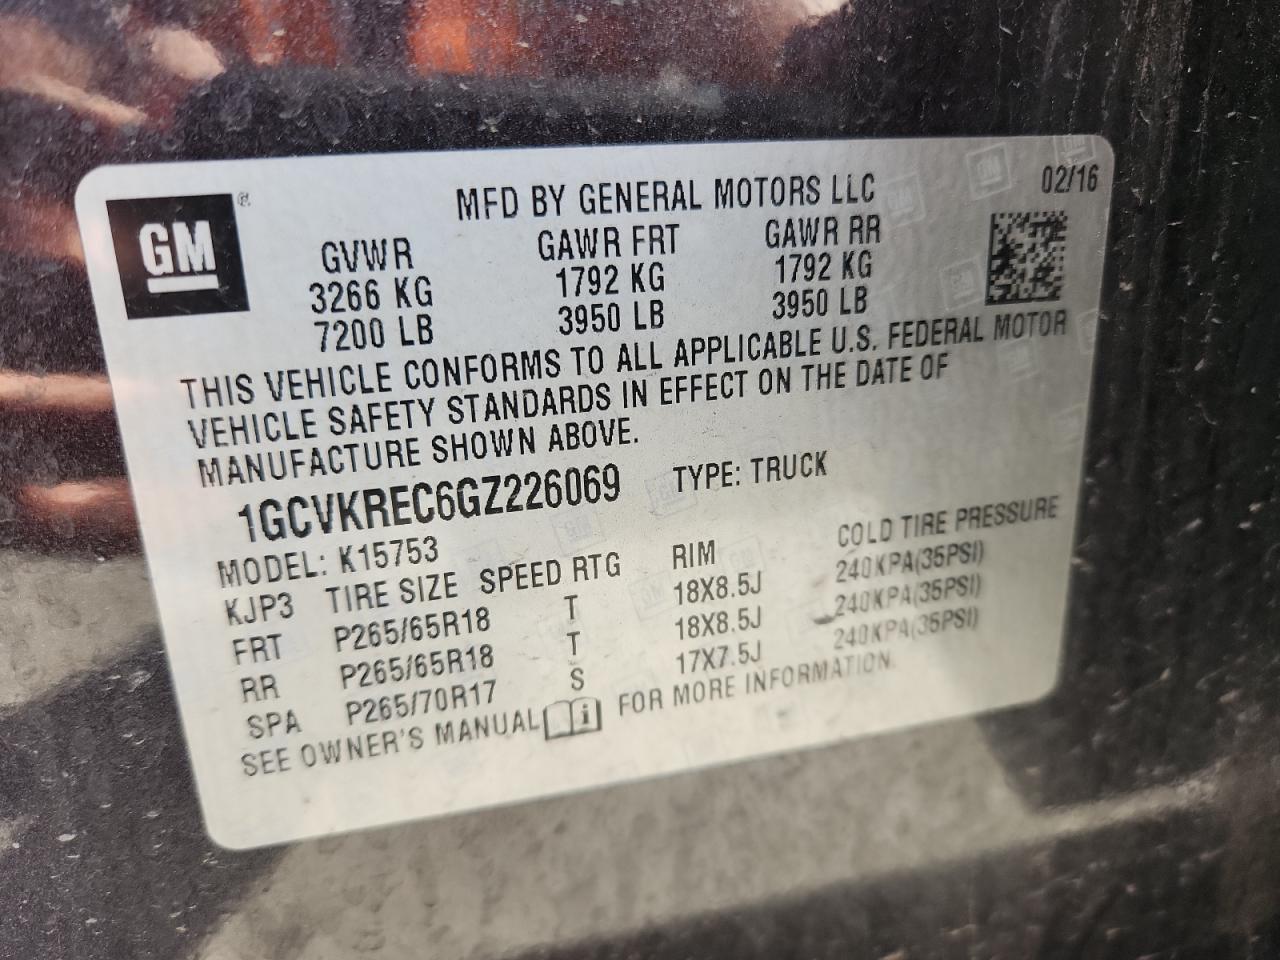 GM ®
MFD BY GENERAL MOTORS LLC 02/16
GVWR GAWR FRT GAWR RR
3266 KG 1792 KG 1792 KG
7200 LB 3950 LB 3950 LB
THIS VEHICLE CONFORMS TO ALL APPLICABLE U.S. FEDERAL MOTOR
VEHICLE SAFETY STANDARDS IN EFFECT ON THE DATE OF
MANUFACTURE SHOWN ABOVE.
1GCVKREC6GZ226069 TYPE: TRUCK
MODEL: K15753
KJP3 TIRE SIZE SPEED RTG RIM COLD TIRE PRESSURE
FRT P265/65R18 T 18X8.5J 240KPA(35PSI)
RR P265/65R18 T 18X8.5J 240KPA(35PSI)
SPA P265/70R17 S 17X7.5J 240KPA(35PSI)
SEE OWNER'S MANUAL i FOR MORE INFORMATION.